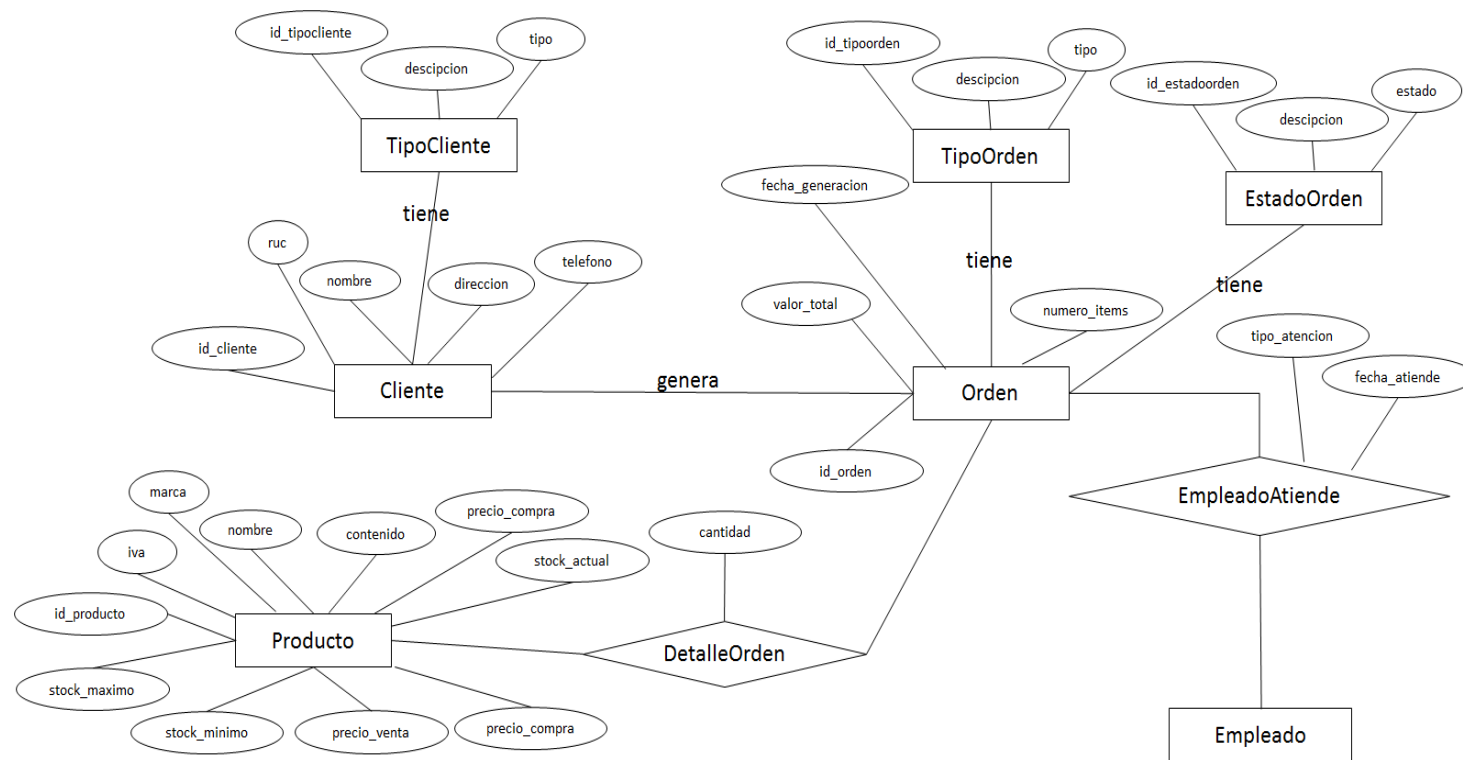 id_tipocliente
descipcion
tipo
TipoCliente
tiene
id_tipoorden
descipcion
tipo
TipoOrden
tiene
id_estadoorden
descipcion
estado
EstadoOrden
tiene
ruc
nombre
direccion
telefono
id_cliente
Cliente
genera
fecha_generacion
valor_total
numero_items
Orden
id_orden
tipo_atencion
fecha_atiende
EmpleadoAtiende
Empleado
marca
nombre
contenido
precio_compra
iva
stock_actual
id_producto
Producto
stock_maximo
stock_minimo
precio_venta
precio_compra
cantidad
DetalleOrden